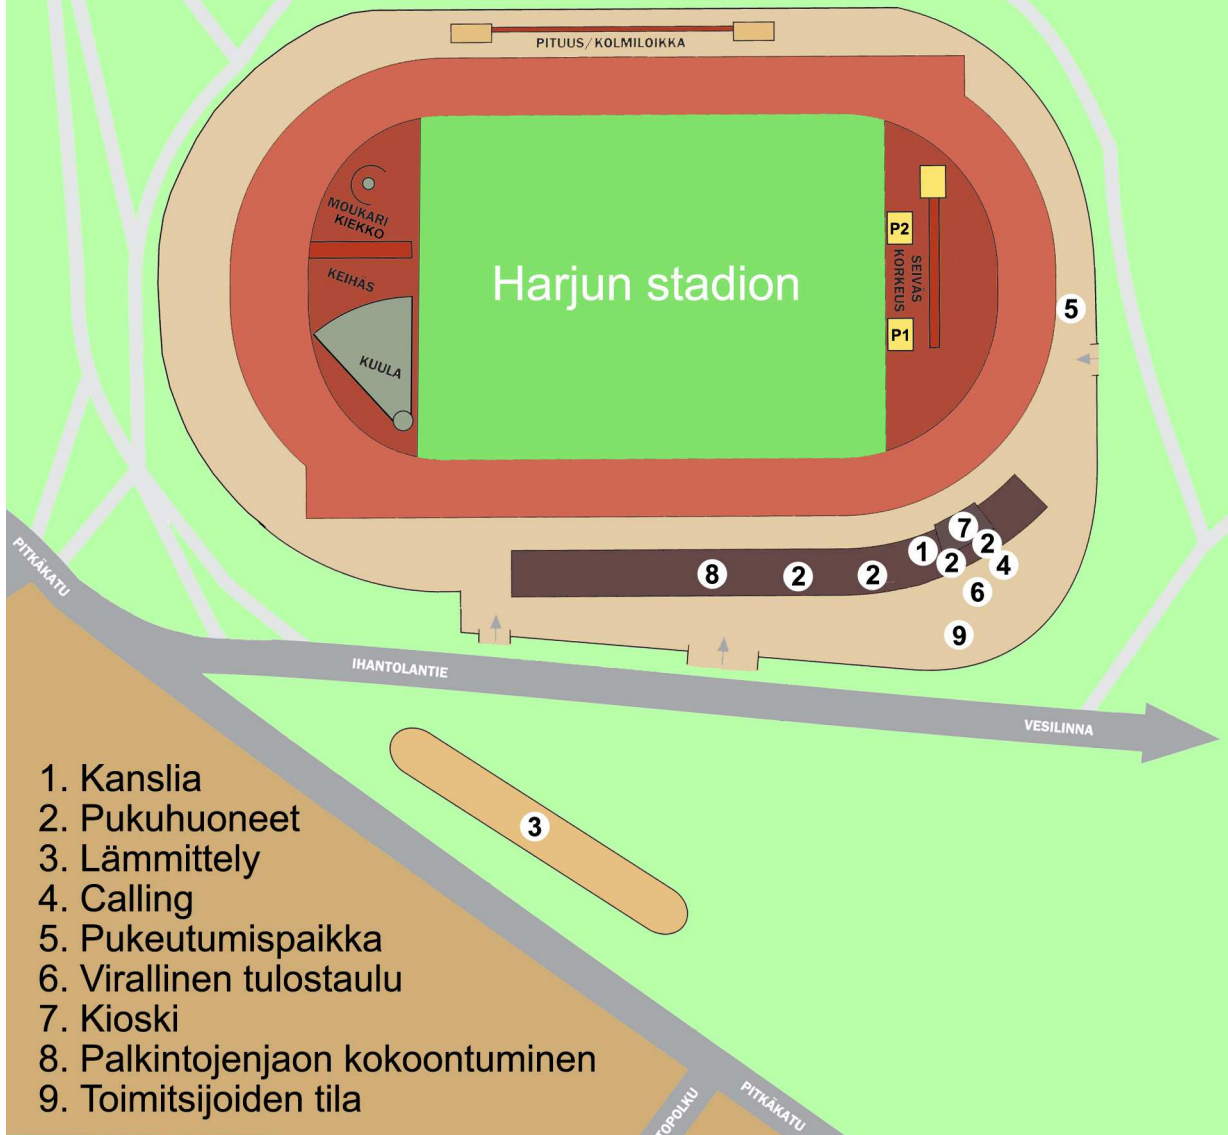 PITUUS/KOLMILOIKKA
MOUKARI
KIEKKO
KEIHÄS
KUULA
Harjun stadion
P2
SEIVÄS
KORKEUS
P1
5
7
1
2
2
4
8
2
2
6
9
PITKÄKATU
IHANTOLANTIE
VESILINNA
3
1. Kanslia
2. Pukuhuoneet
3. Lämmittely
4. Calling
5. Pukeutumispaikka
6. Virallinen tulostaulu
7. Kioski
8. Palkintojenjaon kokoontuminen
9. Toimitsijoiden tila
TOPOLKU
PITKÄKATU